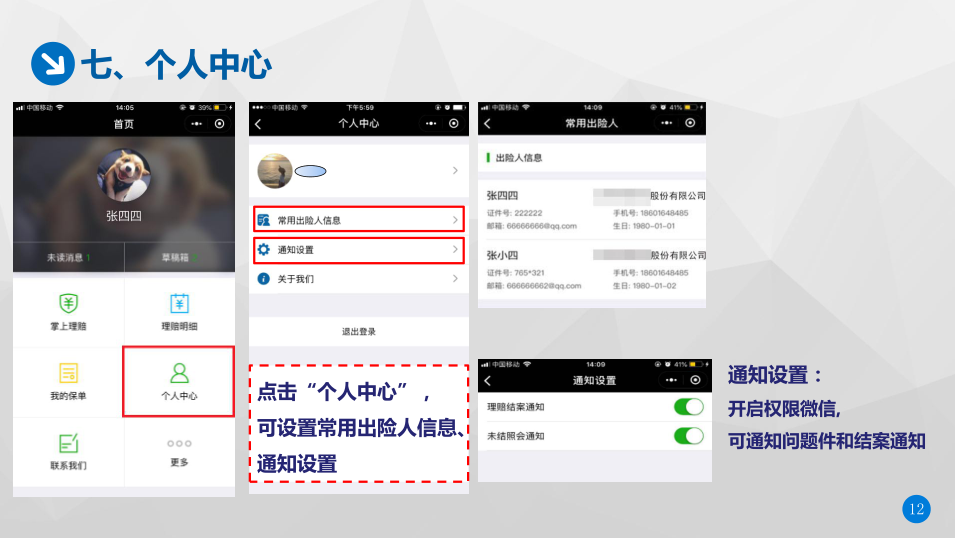 七、个人中心
中国移动 14:05 39%
首页
张四四
未读消息 1
草稿箱
掌上理赔
理赔明细
我的保单
个人中心
联系我们
更多
中国移动 下午5:59
个人中心
常用出险人信息
通知设置
关于我们
退出登录
点击“个人中心”，
可设置常用出险人信息、
通知设置
中国移动 14:09 41%
常用出险人
出险人信息
张四四 股份有限公司
证件号: 222222 手机号: 18601648485
邮箱: 66666666@qq.com 生日: 1980-01-01
张小四 股份有限公司
证件号: 765*321 手机号: 18601648485
邮箱: 666666662@qq.com 生日: 1980-01-02
中国移动 14:09 41%
通知设置
理赔结案通知
未结照会通知
通知设置：
开启权限微信,
可通知问题件和结案通知
12